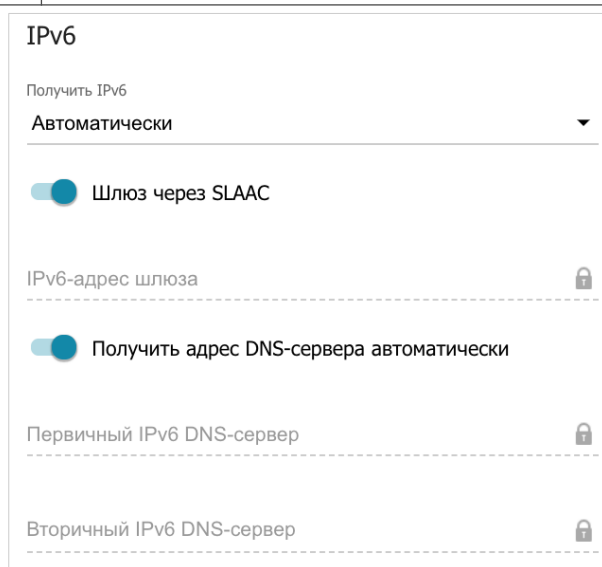 IPv6
Получить IPv6
Автоматически
Шлюз через SLAAC
IPv6-адрес шлюза
Получить адрес DNS-сервера автоматически
Первичный IPv6 DNS-сервер
Вторичный IPv6 DNS-сервер